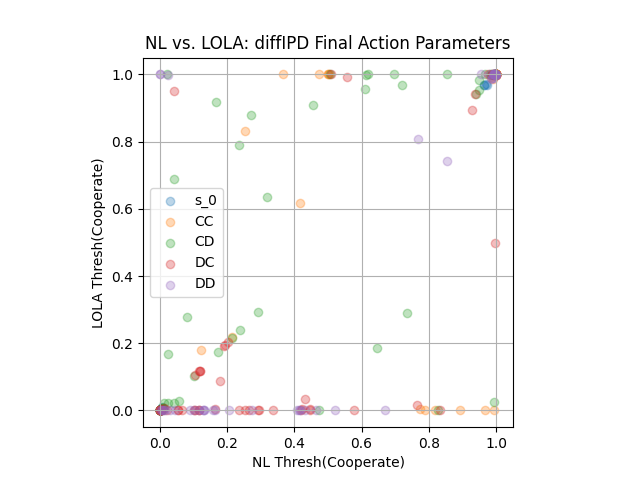 NL vs. LOLA: diffIPD Final Action Parameters
LOLA Thresh(Cooperate)
1.0
0.8
0.6
0.4
0.2
0.0
s_0
CC
CD
DC
DD
0.0 0.2 0.4 0.6 0.8 1.0
NL Thresh(Cooperate)